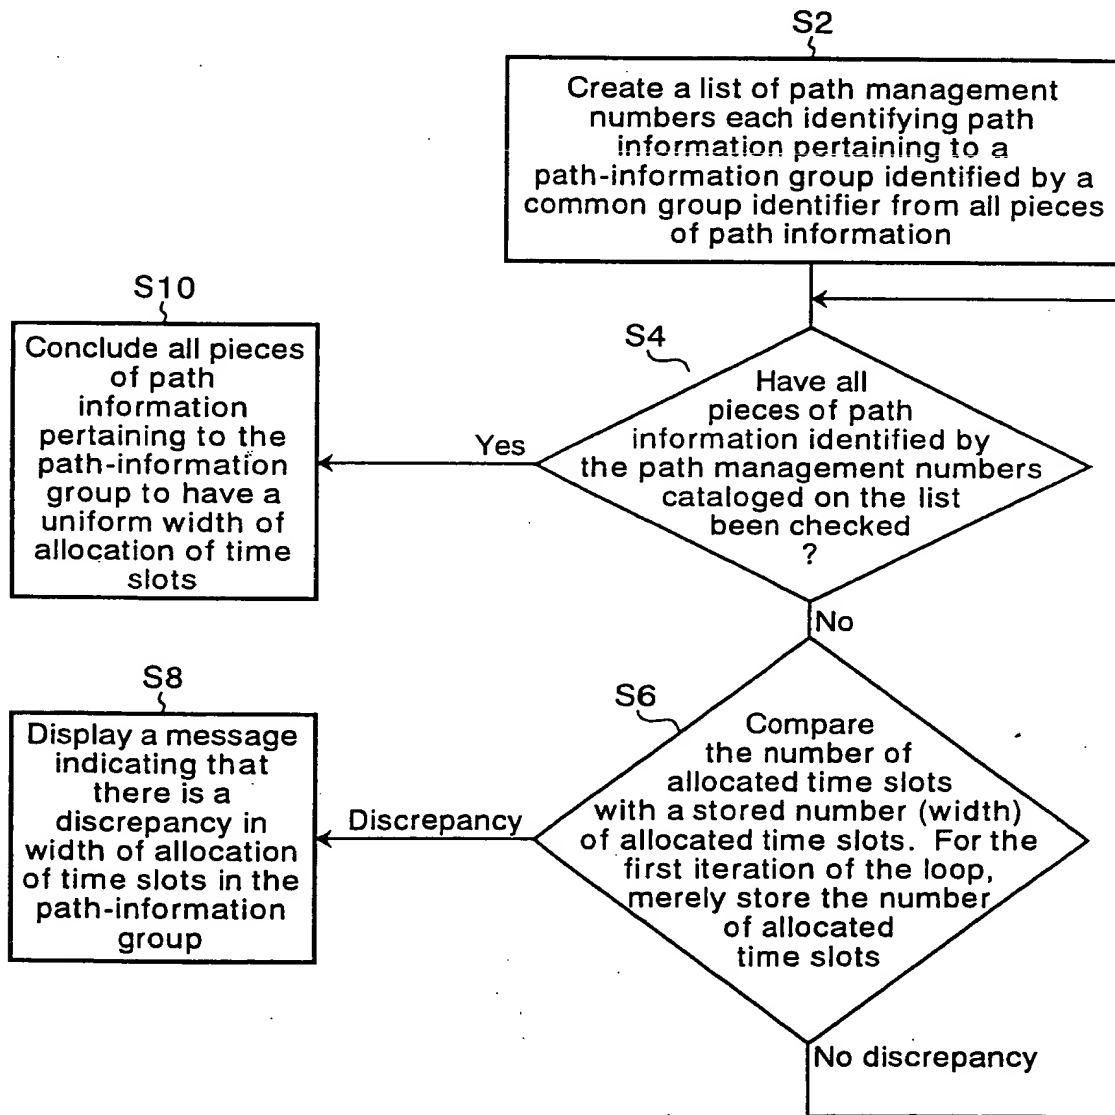 S2
Create a list of path management
numbers each identifying path
information pertaining to a
path-information group identified by a
common group identifier from all pieces
of path information
S10
Conclude all pieces
of path
information
pertaining to the
path-information
group to have a
uniform width of
allocation of time
slots
S4
Have all
pieces of path
information identified by
the path management numbers
cataloged on the list
been checked
?
Yes
No
S8
Display a message
indicating that
there is a
discrepancy in
width of allocation
of time slots in the
path-information
group
S6
Compare
the number of
allocated time slots
with a stored number (width)
of allocated time slots. For the
first iteration of the loop,
merely store the number
of allocated
time slots
Discrepancy
No discrepancy